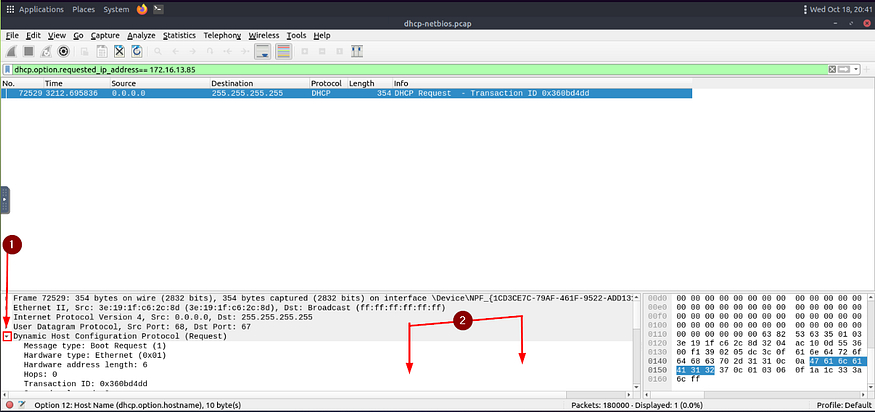 Applications Places System Wed Oct 18, 20:41
dhcp-netbios.pcap
File Edit View Go Capture Analyze Statistics Telephony Wireless Tools Help
dhcp.option.requested_ip_address== 172.16.13.85
No. Time Source Destination Protocol Length Info
72529 3212.695836 0.0.0.0 255.255.255.255 DHCP 354 DHCP Request - Transaction ID 0x360bd4dd
1
2
Frame 72529: 354 bytes on wire (2832 bits), 354 bytes captured (2832 bits) on interface \Device\NPF_{1CD3CE7C-79AF-461F-9522-ADD13
Ethernet II, Src: 3e:19:1f:c6:2c:8d (3e:19:1f:c6:2c:8d), Dst: Broadcast (ff:ff:ff:ff:ff:ff)
Internet Protocol Version 4, Src: 0.0.0.0, Dst: 255.255.255.255
User Datagram Protocol, Src Port: 68, Dst Port: 67
Dynamic Host Configuration Protocol (Request)
Message type: Boot Request (1)
Hardware type: Ethernet (0x01)
Hardware address length: 6
Hops: 0
Transaction ID: 0x360bd4dd
00d0 00 00 00 00 00 00 00 00 00 00 00 00 00 00 00 00
00e0 00 00 00 00 00 00 00 00 00 00 00 00 00 00 00 00
00f0 00 00 00 00 00 00 00 00 00 00 00 00 00 00 00 00
0100 00 00 00 00 00 00 00 00 00 00 00 00 00 00 00 00
0110 00 00 00 00 00 00 63 82 53 63 35 01 03
0120 3e 19 1f c6 2c 8d 32 04 ac 10 0d 55 36
0130 00 f1 39 02 05 dc 3c 0f 61 6e 64 72 6f
0140 64 68 63 70 2d 31 31 0c 0a 47 61 6c 61
0150 41 31 32 37 0c 01 03 06 0f 1a 1c 33 3a
0160 6c ff
Option 12: Host Name (dhcp.option.hostname), 10 byte(s) Packets: 180000 · Displayed: 1 (0.0%) Profile: Default